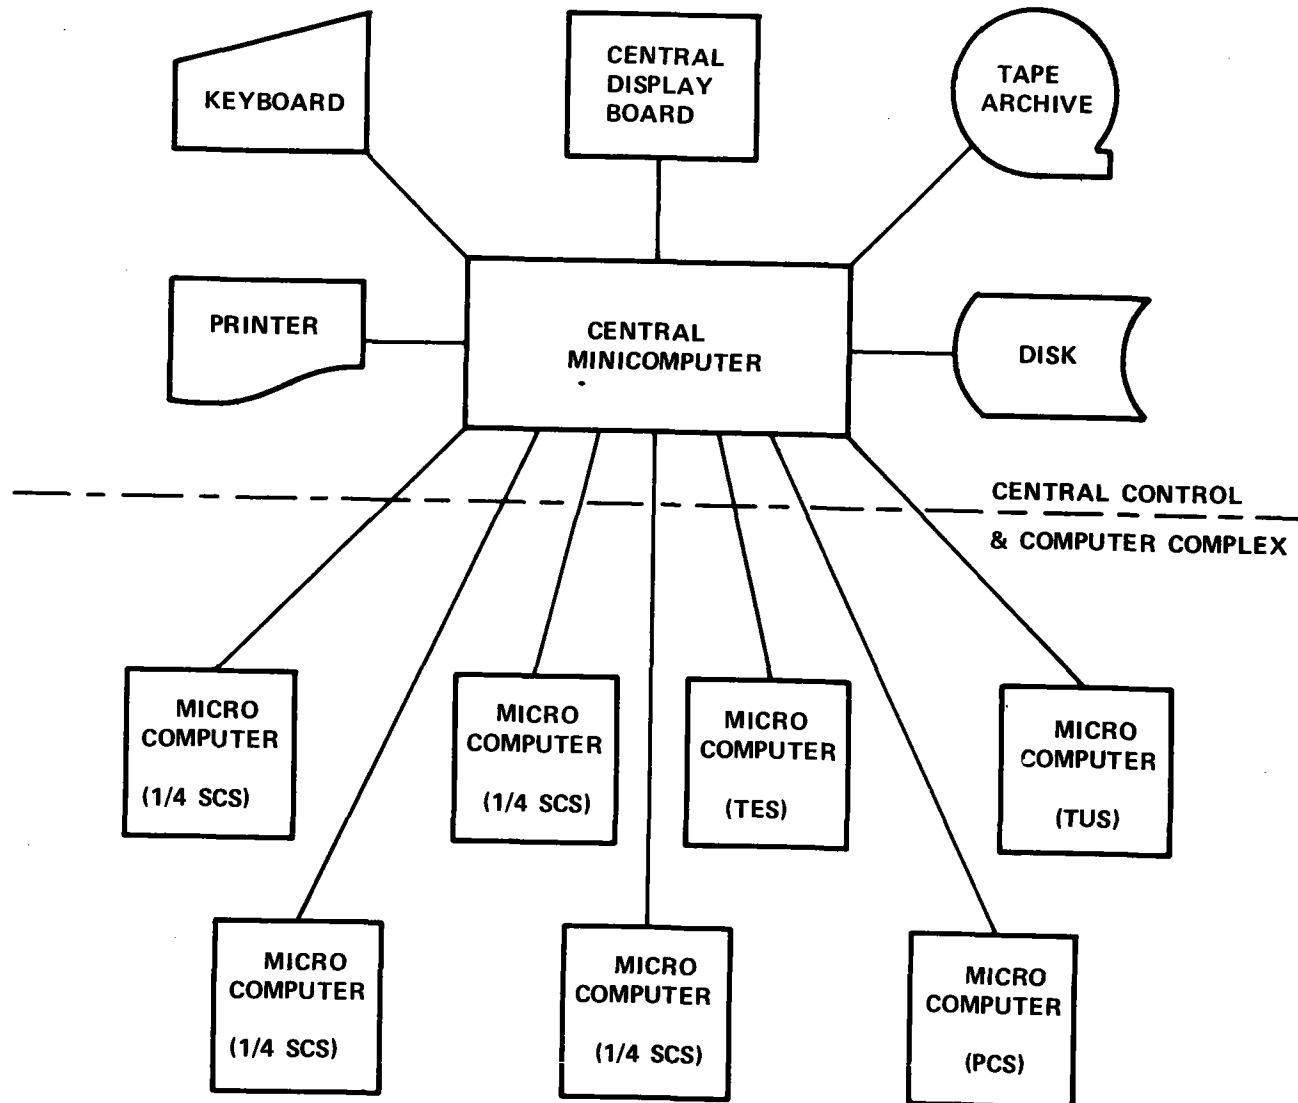 KEYBOARD
CENTRAL
DISPLAY
BOARD
TAPE
ARCHIVE
PRINTER
CENTRAL
MINICOMPUTER
DISK
CENTRAL CONTROL
& COMPUTER COMPLEX
MICRO
COMPUTER
(1/4 SCS)
MICRO
COMPUTER
(1/4 SCS)
MICRO
COMPUTER
(TES)
MICRO
COMPUTER
(TUS)
MICRO
COMPUTER
(1/4 SCS)
MICRO
COMPUTER
(1/4 SCS)
MICRO
COMPUTER
(PCS)